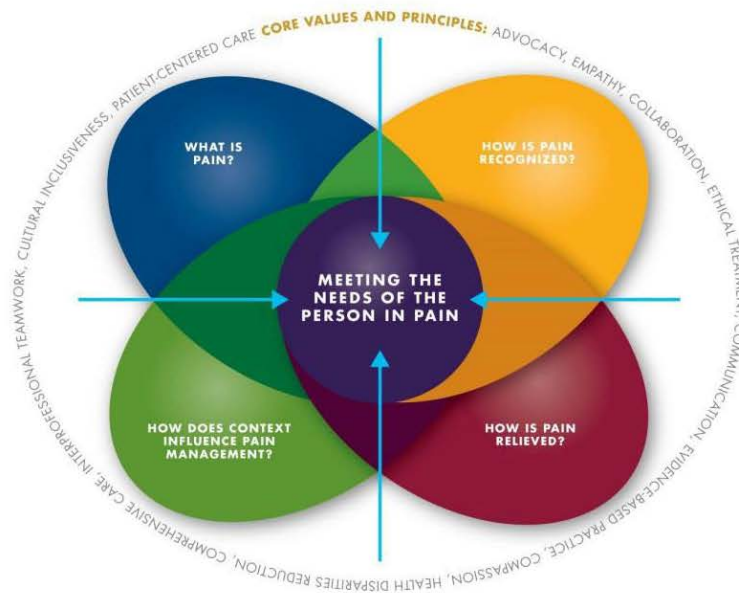 CORE VALUES AND PRINCIPLES: ADVOCACY, EMPATHY, COLLABORATION, ETHICAL TREATMENT, COMMUNICATION, EVIDENCE-BASED PRACTICE, COMPASSION, HEALTH DISPARITIES REDUCTION, COMPREHENSIVE CARE, INTERPROFESSIONAL TEAMWORK, CULTURAL INCLUSIVENESS, PATIENT-CENTERED CARE
WHAT IS
PAIN?
HOW IS PAIN
RECOGNIZED?
MEETING THE
NEEDS OF THE
PERSON IN PAIN
HOW DOES CONTEXT
INFLUENCE PAIN
MANAGEMENT?
HOW IS PAIN
RELIEVED?